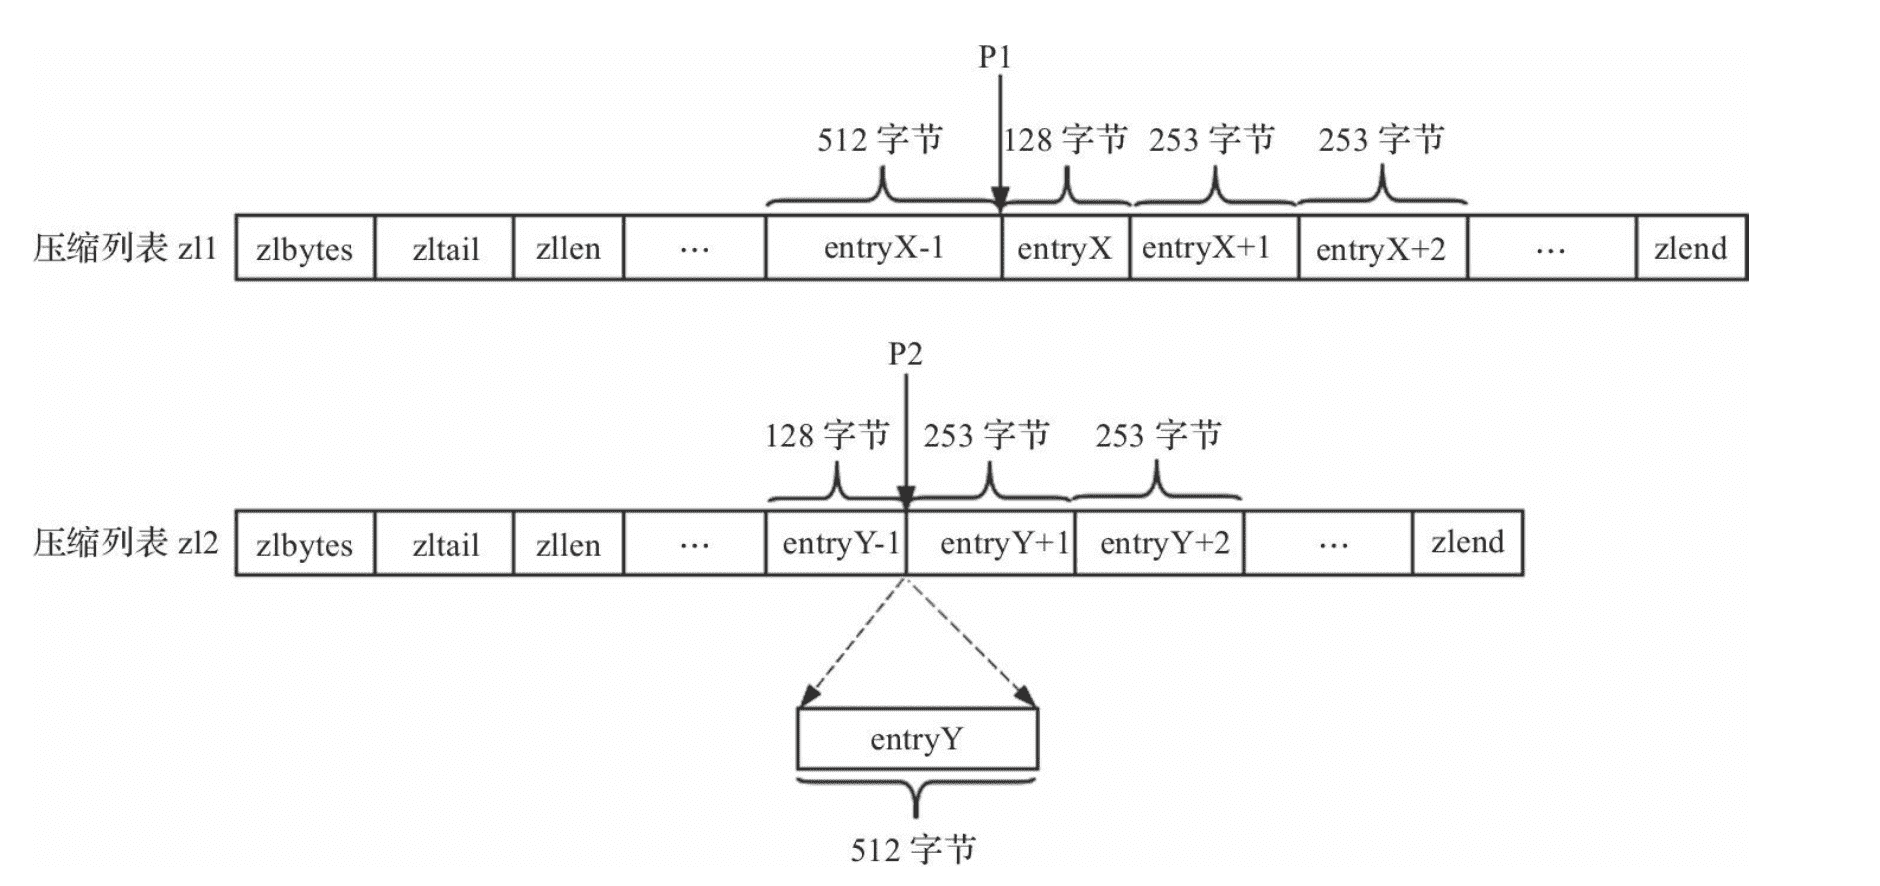 P1
512 字节 128 字节 253 字节 253 字节
压缩列表 zl1 zlbytes zltail zllen … entryX-1 entryX entryX+1 entryX+2 … zlend
P2
128 字节 253 字节 253 字节
压缩列表 zl2 zlbytes zltail zllen … entryY-1 entryY+1 entryY+2 … zlend
entryY
512 字节